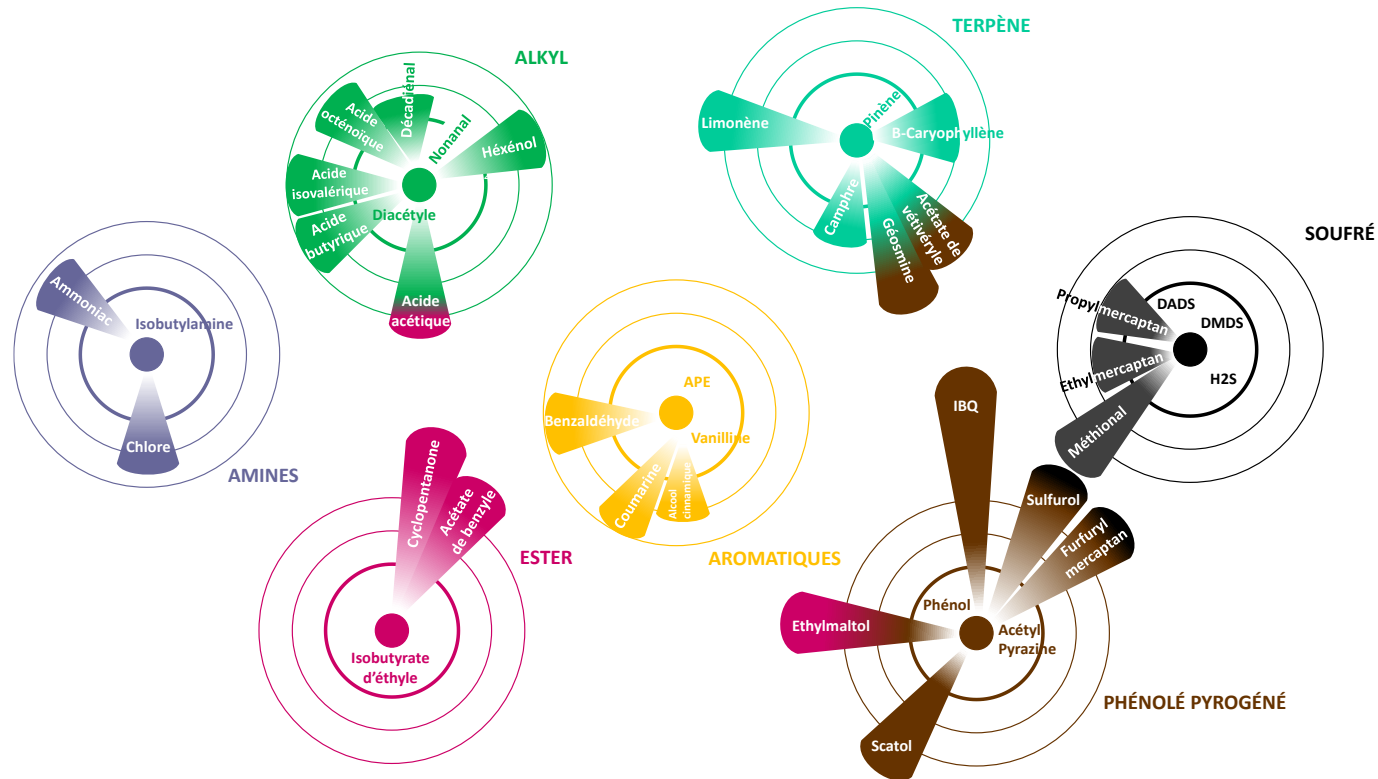 TERPÈNE
ALKYL
Décadiénal
Acide
octénoïque
Nonanal
Héxénol
Acide
isovalérique
Diacétyle
Acide
butyrique
Acide
acétique
Pinène
Limonène
B-Caryophyllène
Camphre
Géosmine
Acétate de
vétivéryle
SOUFRÉ
Propylmercaptan
DADS
DMDS
Ethylmercaptan
H2S
Méthional
Ammoniac
Isobutylamine
Chlore
AMINES
APE
Benzaldéhyde
Vanilline
Coumarine
Alcool
cinnamique
AROMATIQUES
Cyclopentanone
Acétate
de benzyle
ESTER
Isobutyrate
d’éthyle
IBQ
Sulfurol
Furfuryl
mercaptan
Phénol
Ethylmaltol
Acétyl
Pyrazine
Scatol
PHÉNOLÉ PYROGÉNÉ